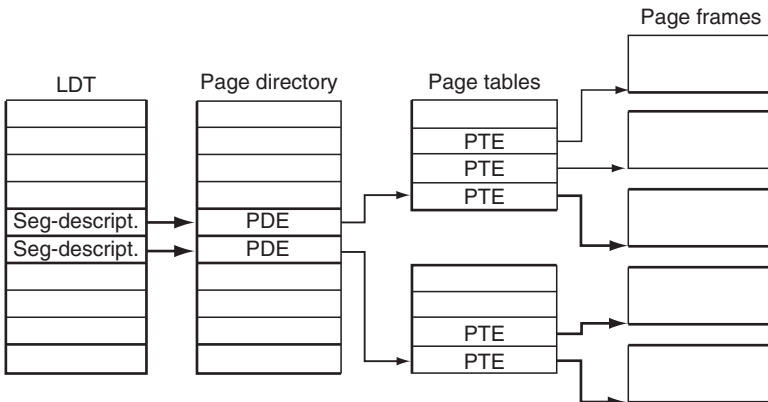 Page frames
LDT
Page directory
Page tables
PTE
PTE
Seg-descript.
PDE
PTE
Seg-descript.
PDE
PTE
PTE